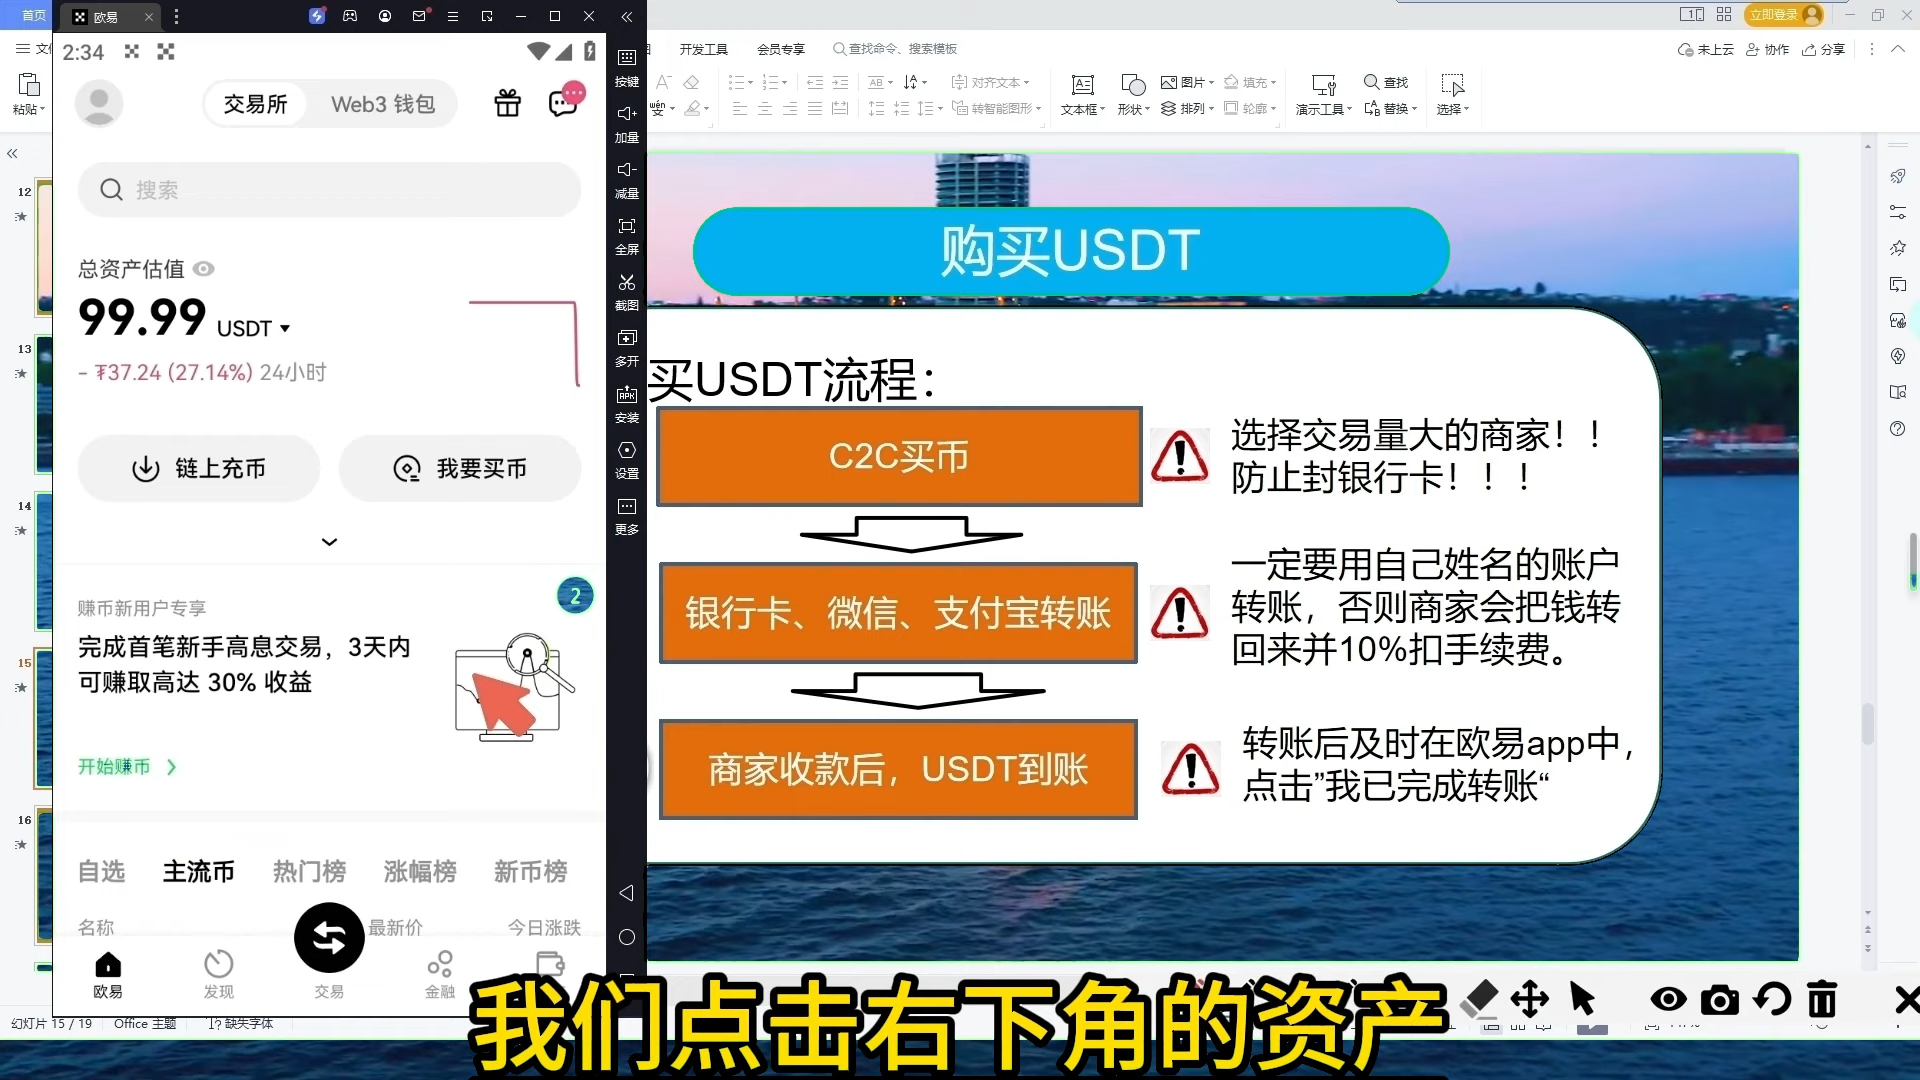 首页
欧易
2:34
交易所
Web3 钱包
搜索
总资产估值
99.99 USDT
- ₮37.24 (27.14%) 24小时
链上充币
我要买币
赚币新用户专享
2
完成首笔新手高息交易，3天内
可赚取高达 30% 收益
开始赚币
自选
主流币
热门榜
涨幅榜
新币榜
名称
最新价
今日涨跌
欧易
发现
交易
金融
按键
加量
减量
全屏
截图
多开
安装
设置
更多
粘贴
12
13
14
15
16
立即登录
开发工具
会员专享
查找命令、搜索模板
未上云
协作
分享
对齐文本
转智能图形
文本框
形状
图片
排列
填充
轮廓
演示工具
查找
替换
选择
购买USDT
买USDT流程：
C2C买币
选择交易量大的商家！！
防止封银行卡！！！
银行卡、微信、支付宝转账
一定要用自己姓名的账户
转账，否则商家会把钱转
回来并10%扣手续费。
商家收款后，USDT到账
转账后及时在欧易app中，
点击”我已完成转账“
我们点击右下角的资产
幻灯片 15 / 19
Office 主题
缺失字体